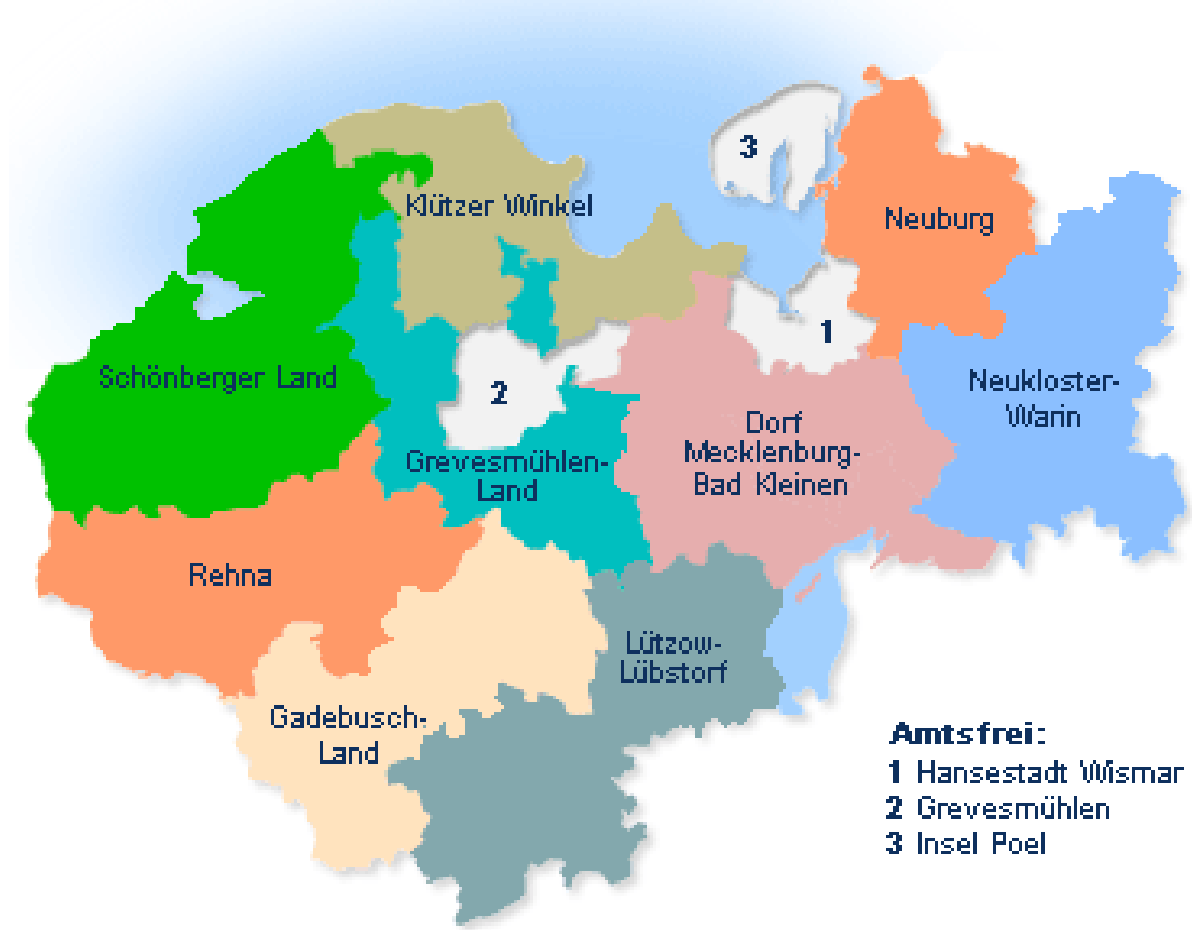 3
Klützer Winkel
Neuburg
1
Schönberger Land
2
Neukloster-
Warin
Dorf
Mecklenburg-
Bad Kleinen
Grevesmühlen-
Land
Rehna
Lützow-
Lübstorf
Gadebusch-
Land
Amtsfrei:
1 Hansestadt Wismar
2 Grevesmühlen
3 Insel Poel